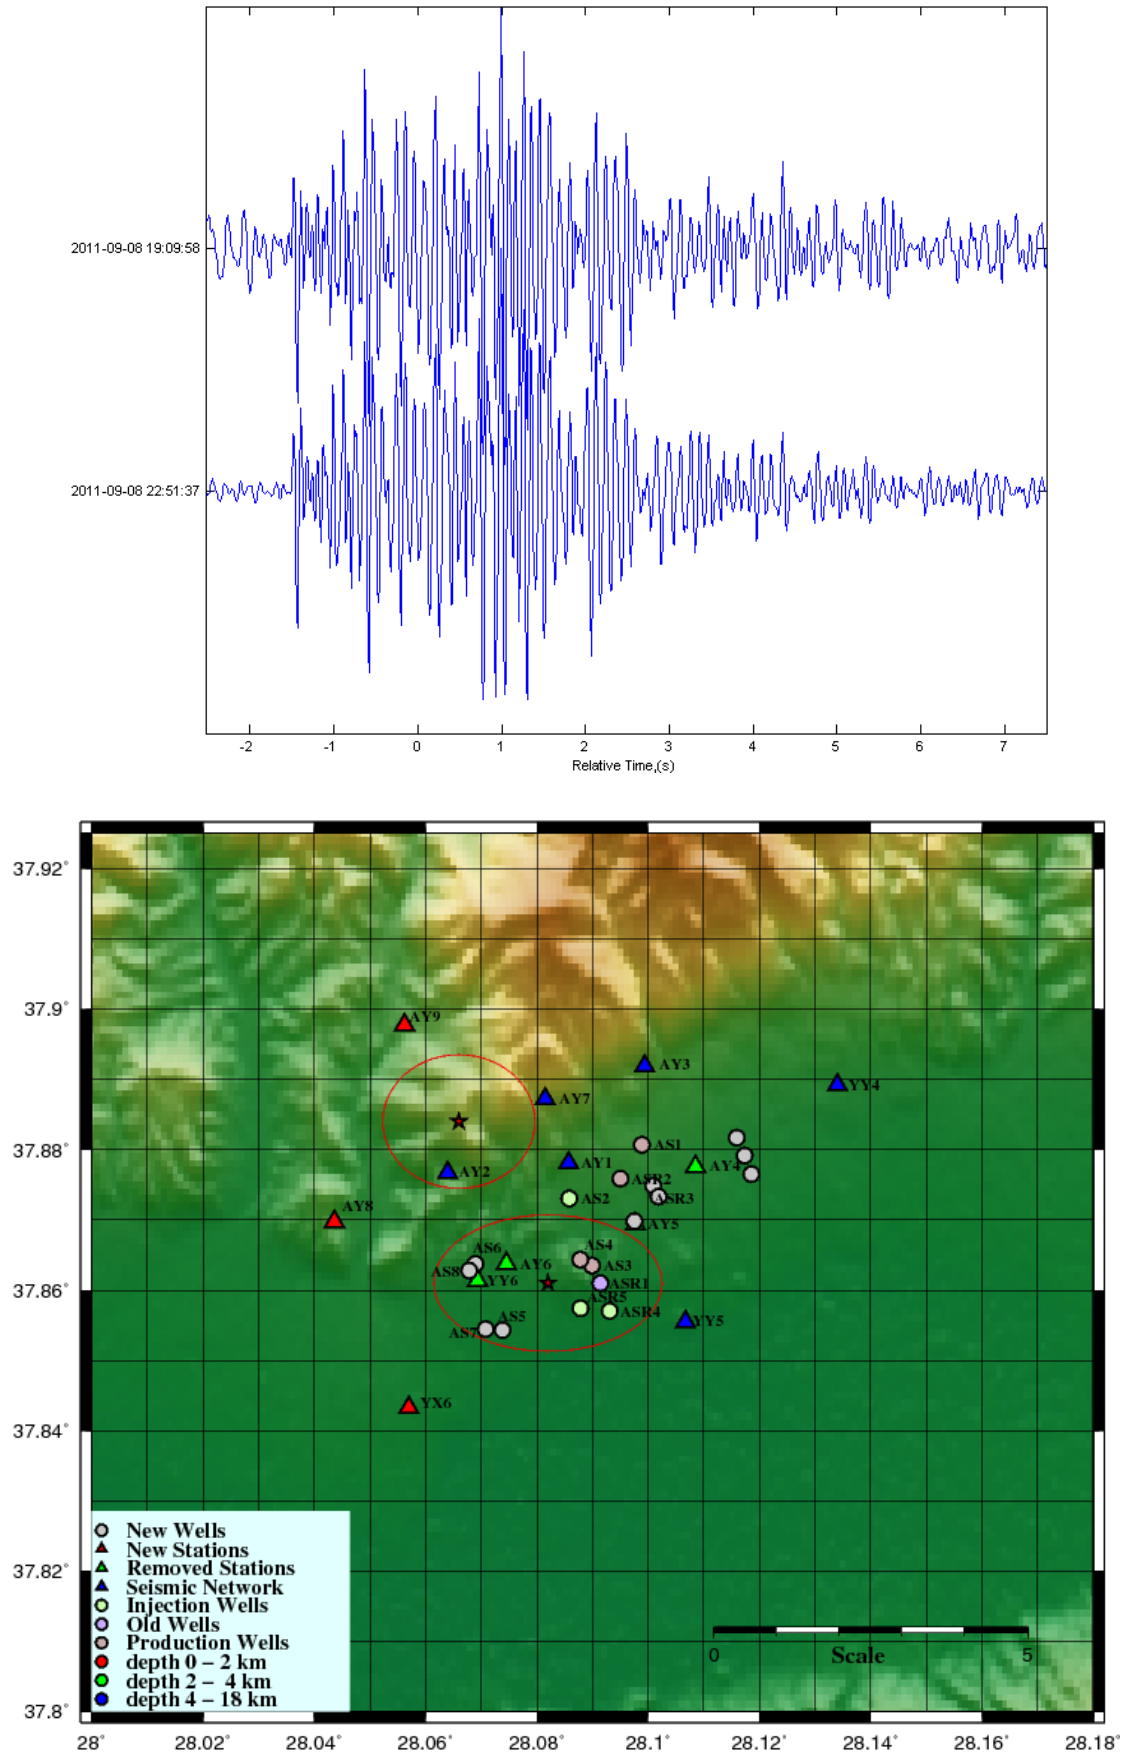 2011-09-08 19:09:58
2011-09-08 22:51:37
-2 -1 0 1 2 3 4 5 6 7
Relative Time,(s)
37.92°
37.9°
37.88°
37.86°
37.84°
37.82°
37.8°
AY9
AY3
YY4
AY7
AS1
AY2
AY1
AY4
ASR2
AS2
ASR3
AY8
AY5
AS6
AS4
AY6
AS3
AS8
YY6
ASR1
ASR5
ASR4
AS5
AS7
YY5
YX6
New Wells
New Stations
Removed Stations
Seismic Network
Injection Wells
Old Wells
Production Wells
depth 0 – 2 km
depth 2 – 4 km
depth 4 – 18 km
0 Scale 5
28° 28.02° 28.04° 28.06° 28.08° 28.1° 28.12° 28.14° 28.16° 28.18°